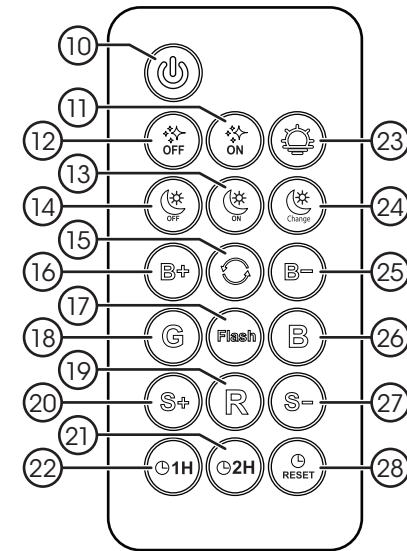 10
11
12 OFF ON 23
13
14 OFF ON Change 24
15
16 B+ B- 25
17
18 G Flash B 26
19
20 S+ R S- 27
21
22 1H 2H RESET 28